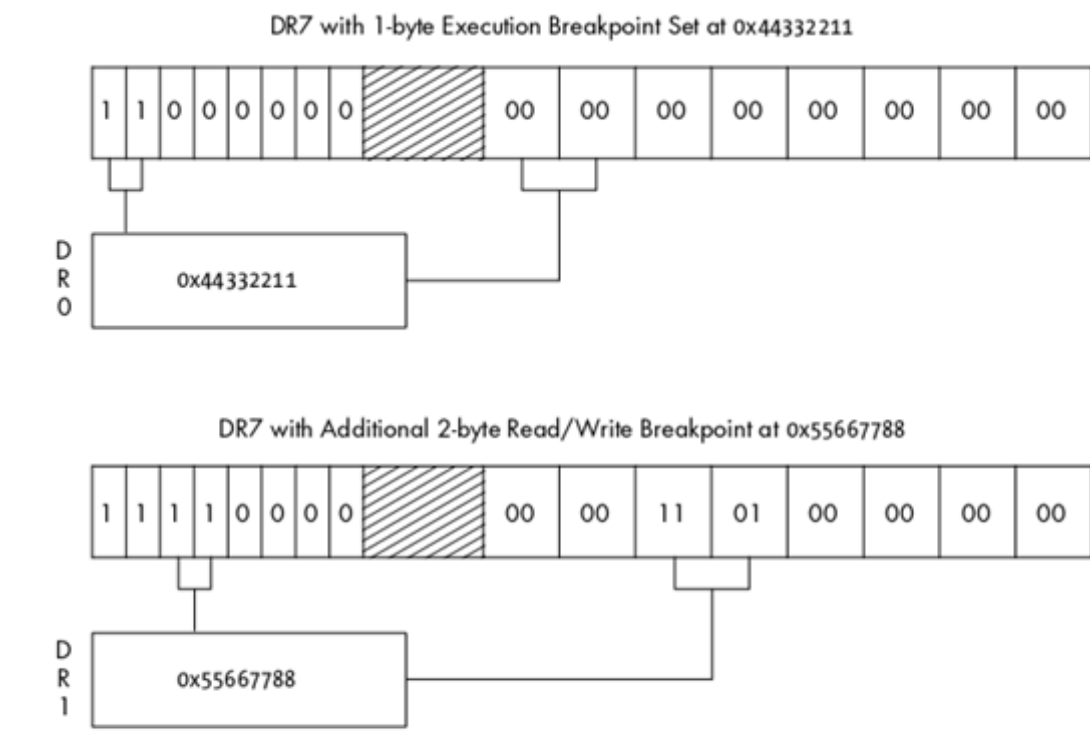 DR7 with 1-byte Execution Breakpoint Set at 0x44332211
1 1 0 0 0 0 0 0 00 00 00 00 00 00 00 00
D
R
0
0x44332211
DR7 with Additional 2-byte Read/Write Breakpoint at 0x55667788
1 1 1 1 0 0 0 0 00 00 11 01 00 00 00 00
D
R
1
0x55667788